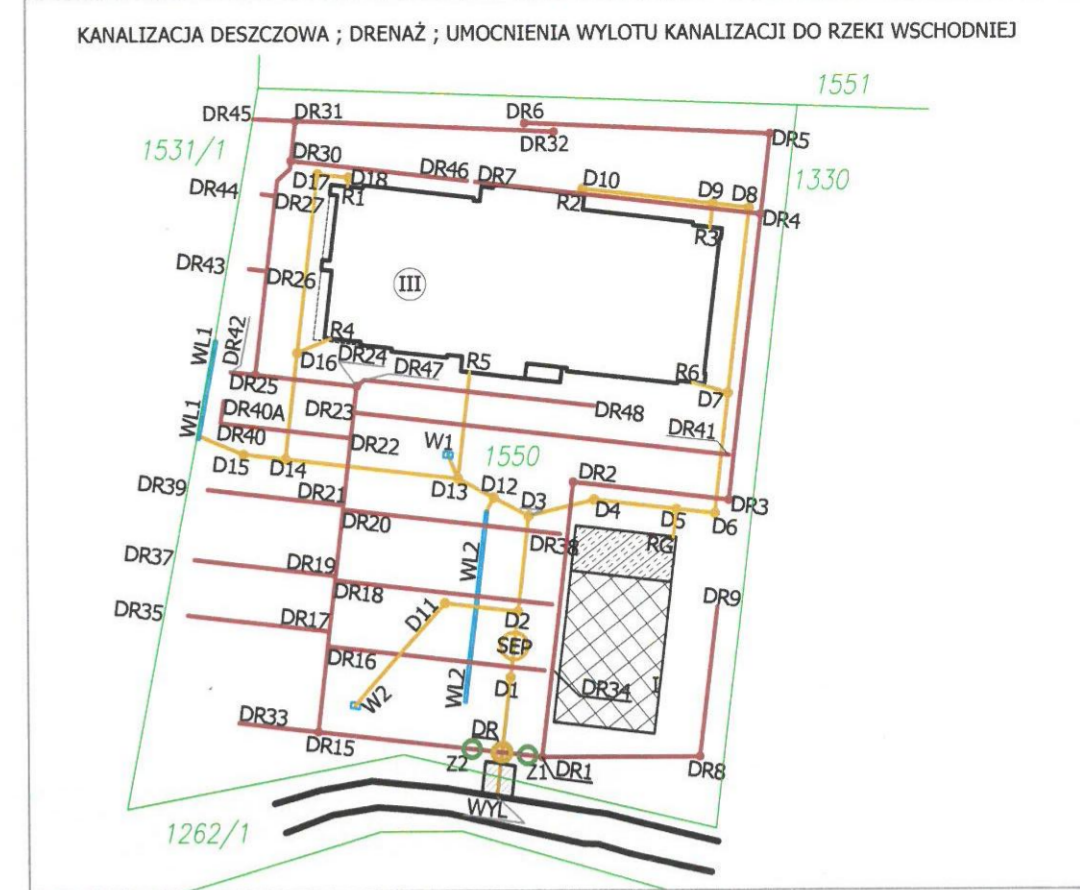 KANALIZACJA DESZCZOWA ; DRENAŻ ; UMOCNIENIA WYLOTU KANALIZACJI DO RZEKI WSCHODNIEJ
1551
DR45
DR31
DR6
DR32
DR5
1531/1
DR30
DR46
DR7
1330
D17
D18
D10
D9
D8
DR44
DR27
R1
R2
DR4
R3
DR43
DR26
III
WL1
DR42
R4
D16
DR24
R5
R6
DR25
DR47
D7
DR40A
DR23
DR48
WL1
DR40
DR22
W1
DR41
1550
D15
D14
D13
D12
DR2
DR39
DR21
D3
D4
D5
D6
DR3
DR20
DR38
RG
DR37
DR19
WL2
DR18
DR9
DR35
DR17
D11
D2
SEP
DR16
D1
DR34
I
W2
WL2
DR33
DR
DR15
Z2
Z1
DR1
DR8
WYL
1262/1